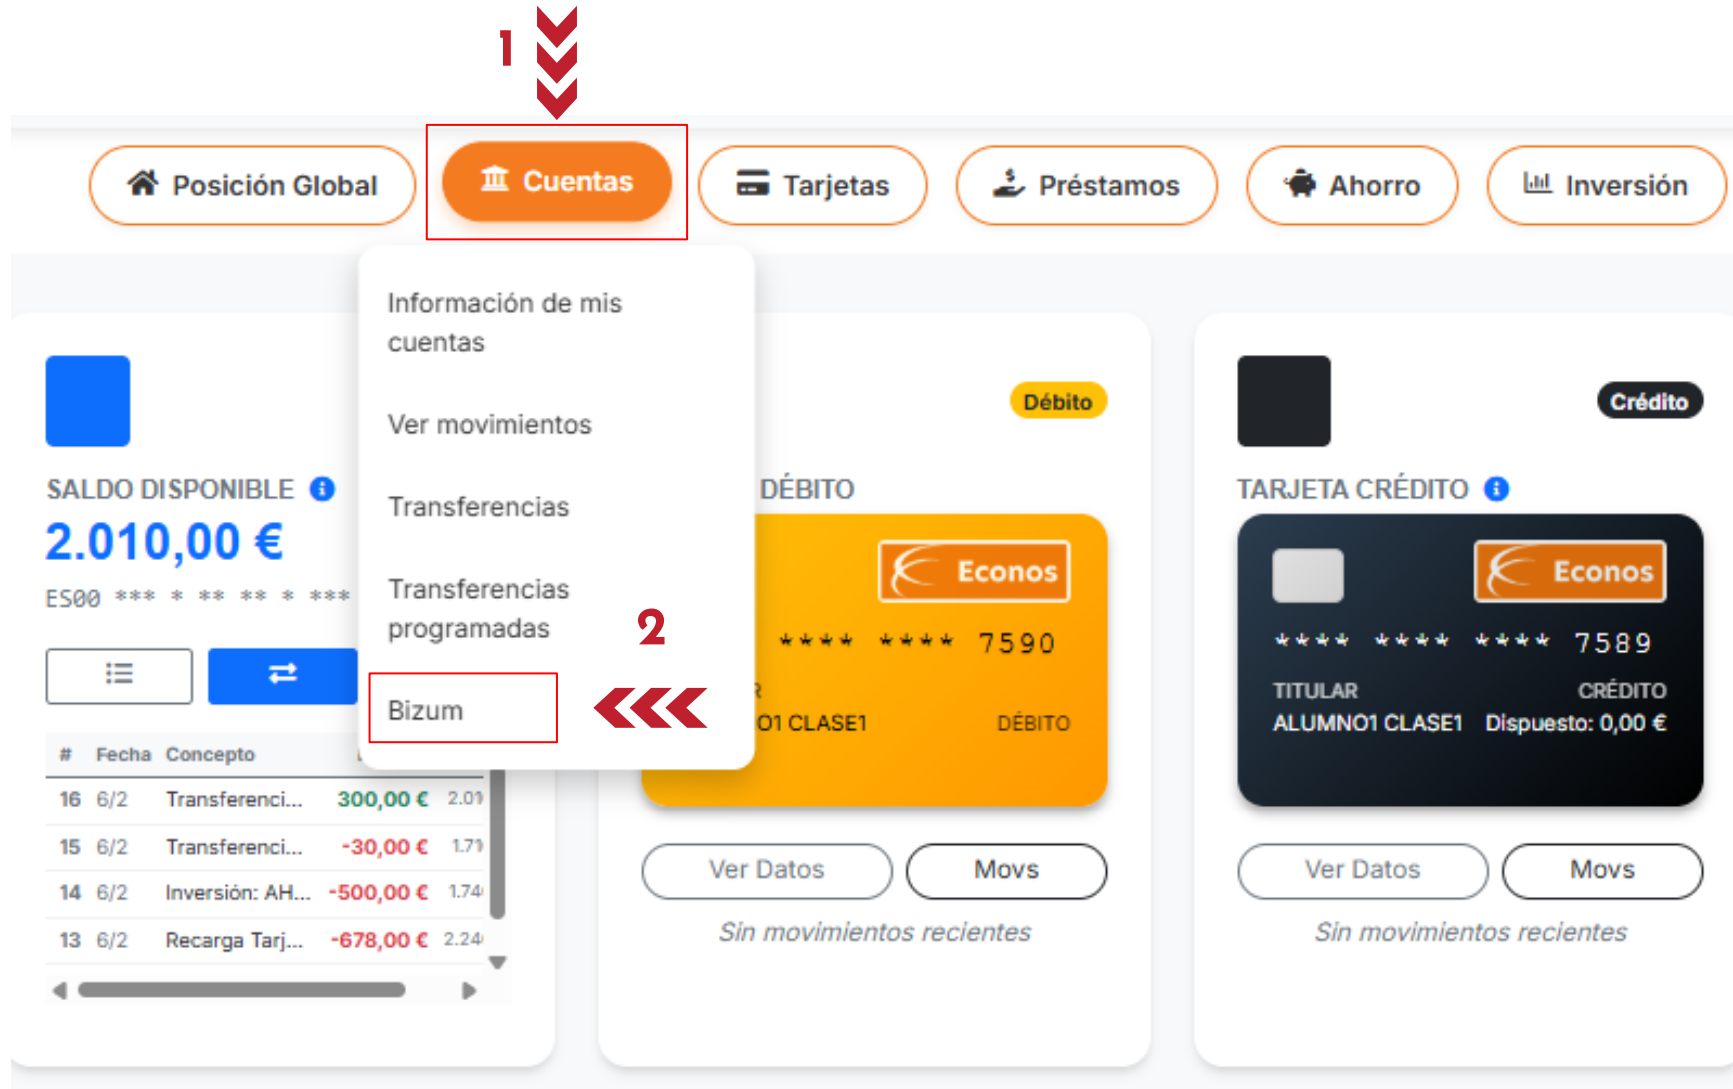 1
Posición Global
Cuentas
Tarjetas
Préstamos
Ahorro
Inversión
Información de mis
cuentas
Ver movimientos
Transferencias
Transferencias
programadas
2
Bizum
SALDO DISPONIBLE
2.010,00 €
ES00 *** * ** ** * ***
# Fecha Concepto
16 6/2 Transferenci... 300,00 €
15 6/2 Transferenci... -30,00 €
14 6/2 Inversión: AH... -500,00 €
13 6/2 Recarga Tarj... -678,00 €
Débito
DÉBITO
Econos
**** **** 7590
O1 CLASE1 DÉBITO
Ver Datos Movs
Sin movimientos recientes
Crédito
TARJETA CRÉDITO
Econos
**** **** **** 7589
TITULAR CRÉDITO
ALUMNO1 CLASE1 Dispuesto: 0,00 €
Ver Datos Movs
Sin movimientos recientes